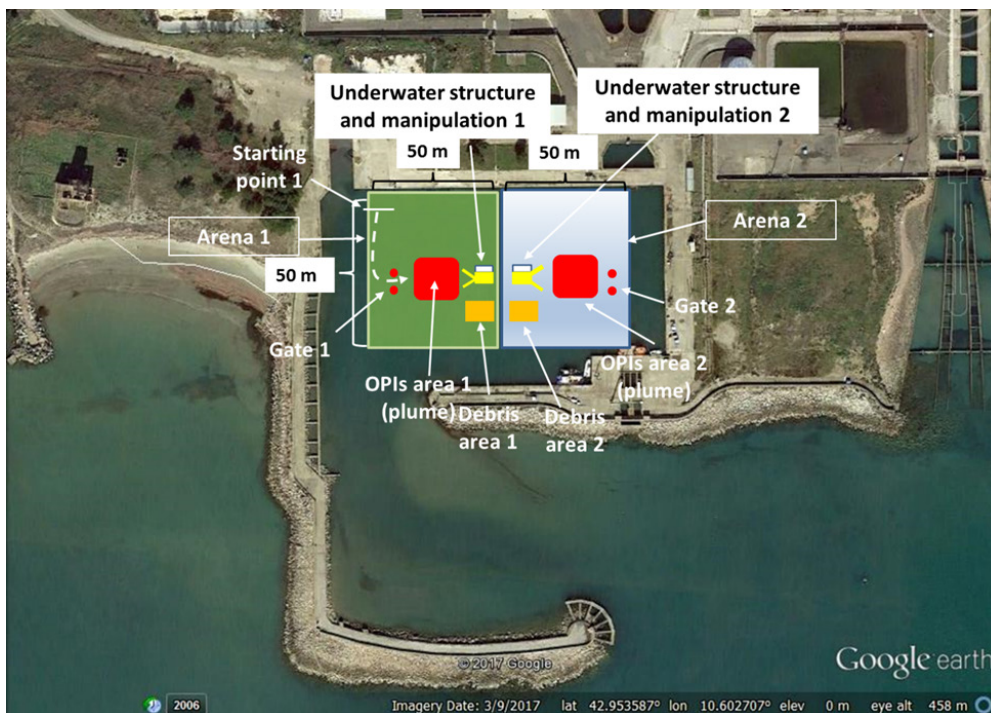 Underwater structure
and manipulation 1
Underwater structure
and manipulation 2
50 m
50 m
Starting
point 1
Arena 1
Arena 2
50 m
Gate 1
Gate 2
OPIs area 1
(plume)
OPIs area 2
(plume)
Debris
area 1
Debris
area 2
© 2017 Google
Google earth
2006
Imagery Date: 3/9/2017 lat 42.953587° lon 10.602707° elev 0 m eye alt 458 m